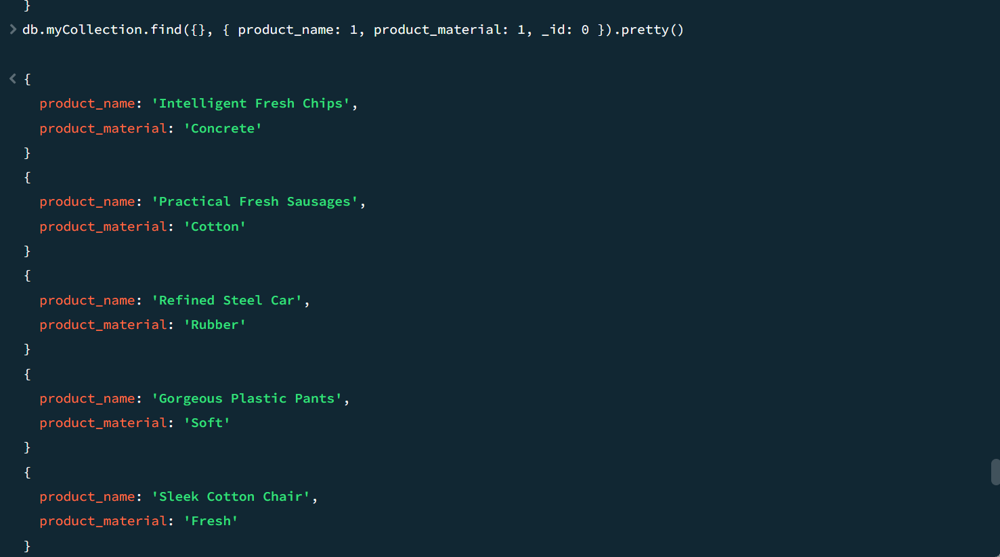 }
> db.myCollection.find({}, { product_name: 1, product_material: 1, _id: 0 }).pretty()
< {
product_name: 'Intelligent Fresh Chips',
product_material: 'Concrete'
}
{
product_name: 'Practical Fresh Sausages',
product_material: 'Cotton'
}
{
product_name: 'Refined Steel Car',
product_material: 'Rubber'
}
{
product_name: 'Gorgeous Plastic Pants',
product_material: 'Soft'
}
{
product_name: 'Sleek Cotton Chair',
product_material: 'Fresh'
}